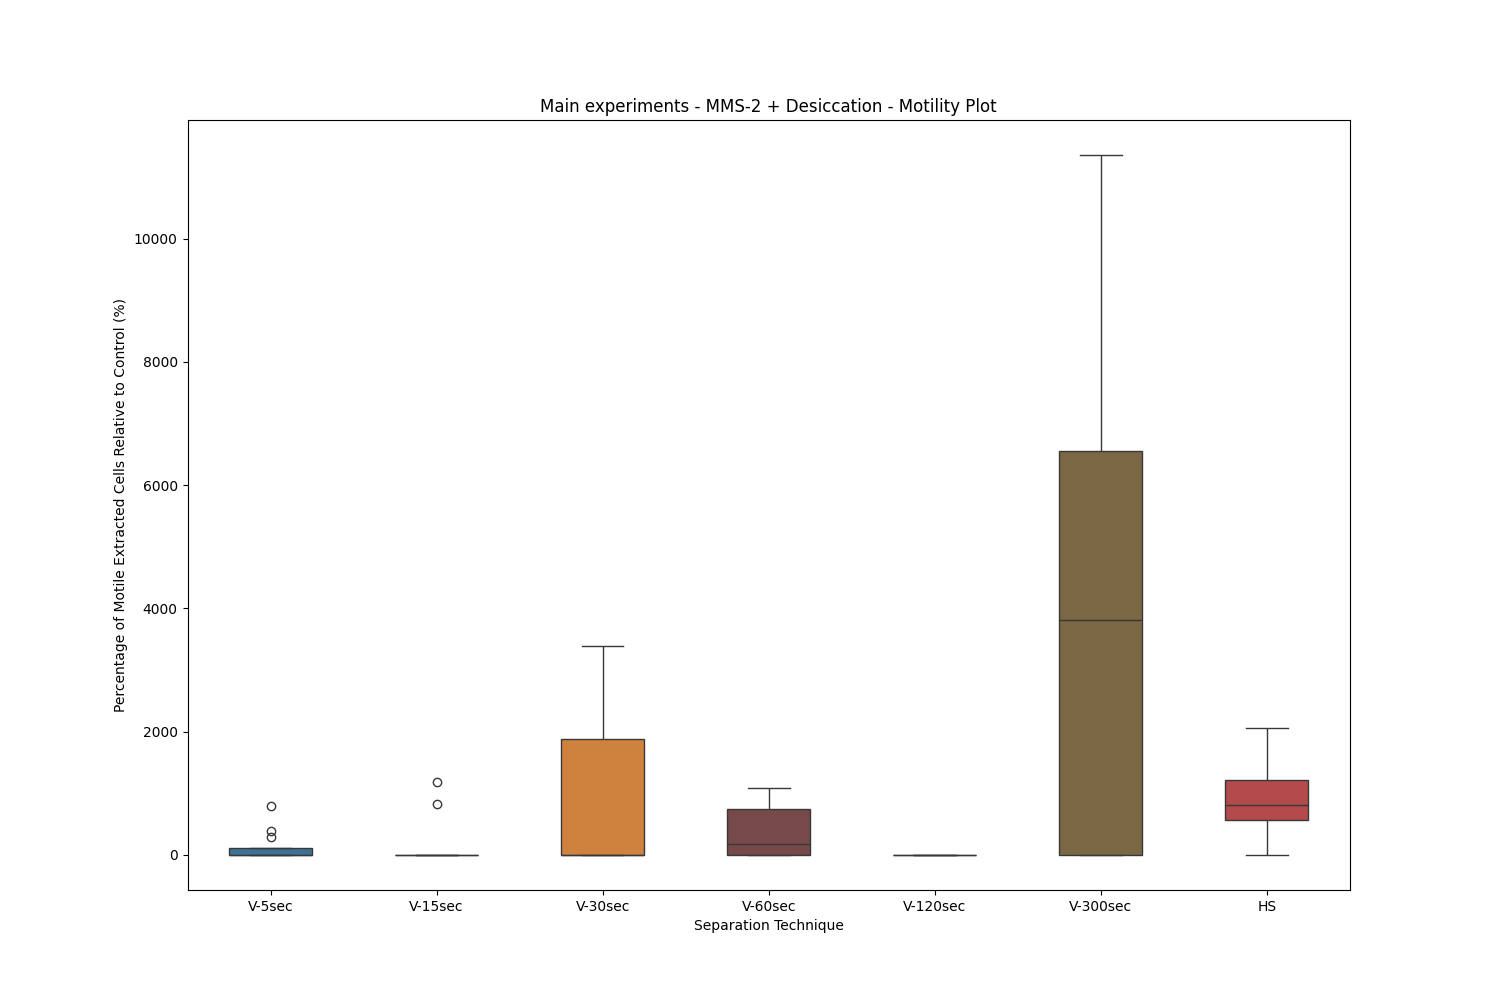 Main experiments - MMS-2 + Desiccation - Motility Plot
Percentage of Motile Extracted Cells Relative to Control (%)
10000
8000
6000
4000
2000
0
V-5sec
V-15sec
V-30sec
V-60sec
V-120sec
V-300sec
HS
Separation Technique